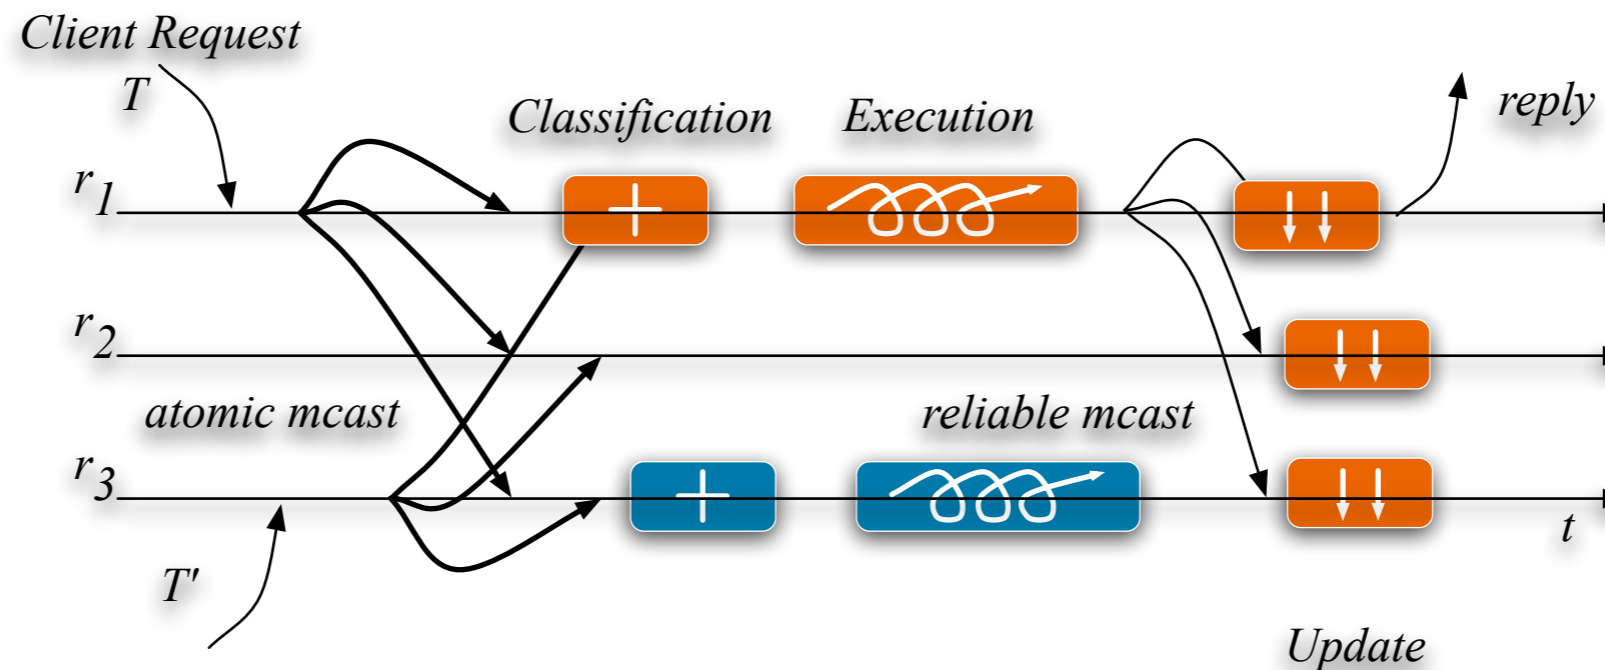 Client Request
T
Classification
Execution
reply
r1
r2
atomic mcast
reliable mcast
r3
t
T'
Update